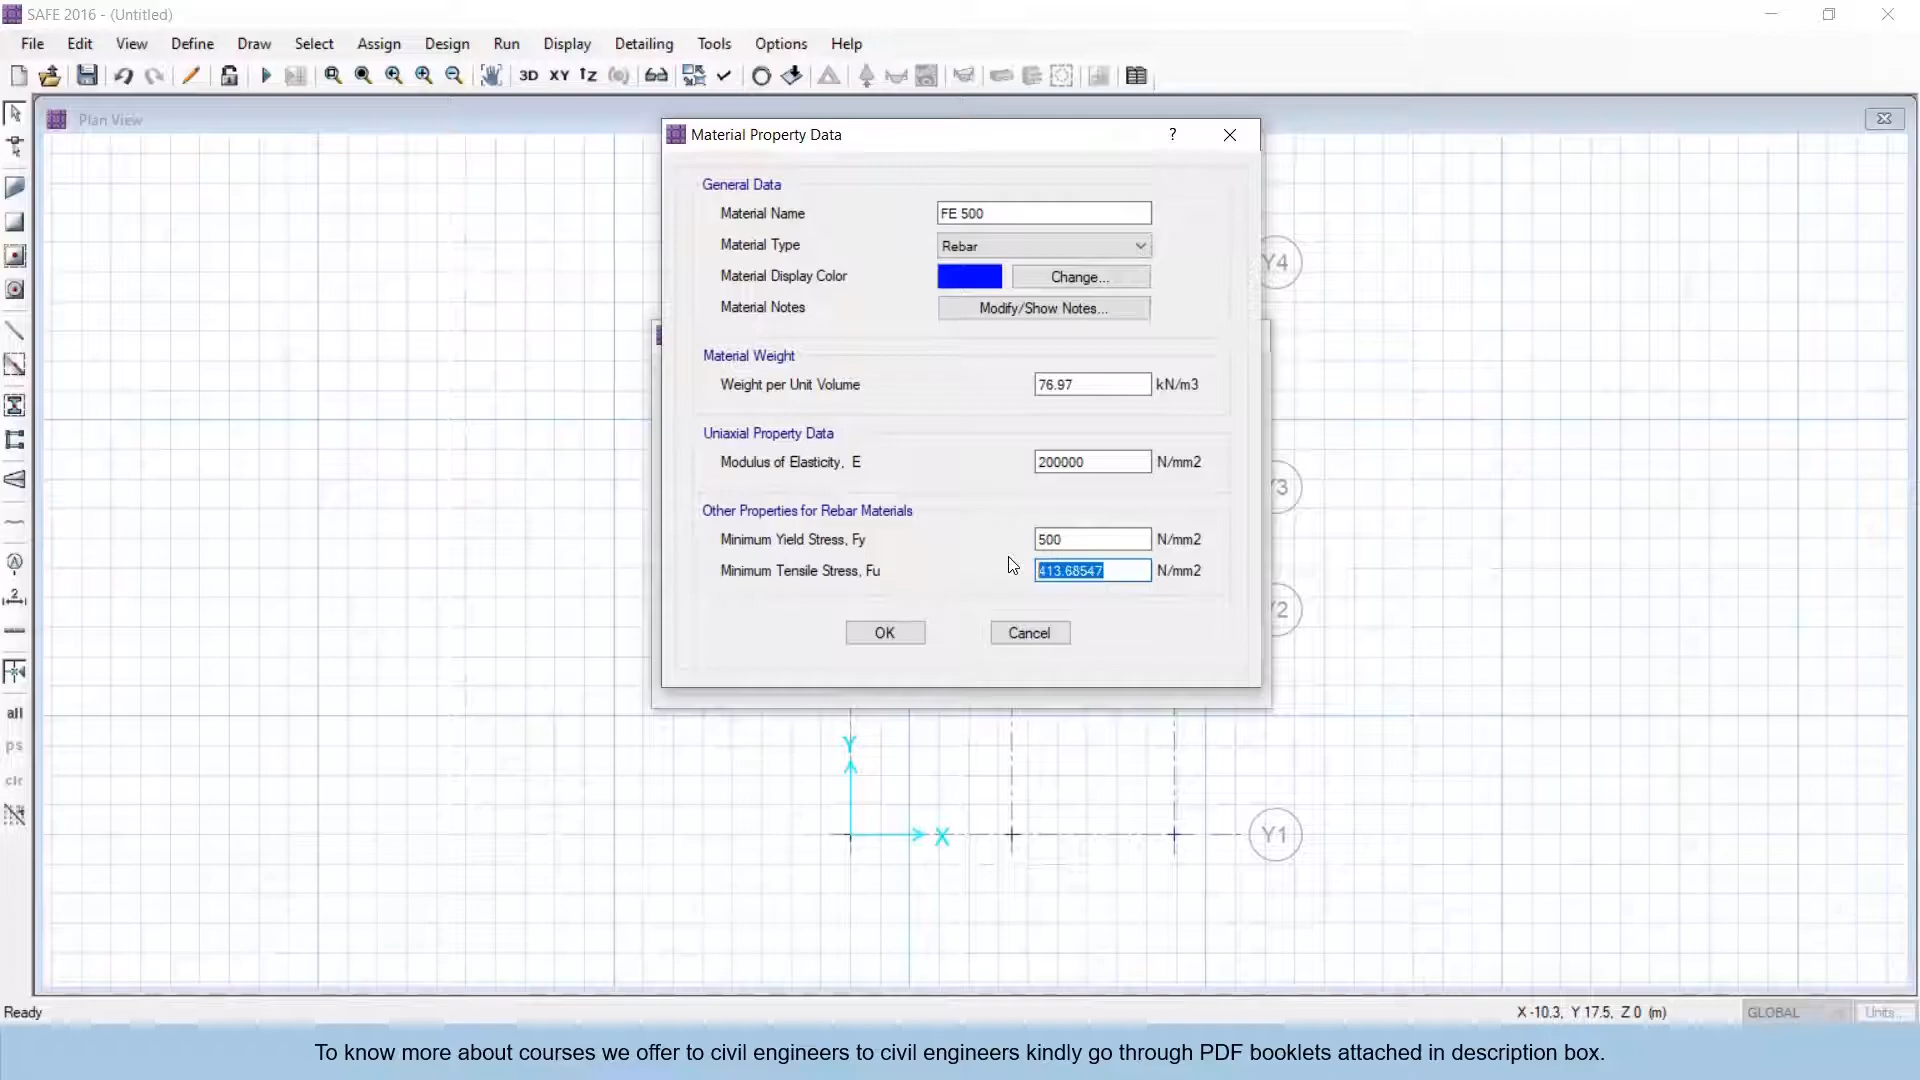 SAFE 2016 - (Untitled)
File Edit View Define Draw Select Assign Design Run Display Detailing Tools Options Help
3D XY
Plan View
Material Property Data
?
General Data
Material Name FE 500
Material Type Rebar
Material Display Color Change...
Material Notes Modify/Show Notes...
Material Weight
Weight per Unit Volume 76.97 kN/m3
Uniaxial Property Data
Modulus of Elasticity, E 200000 N/mm2
Other Properties for Rebar Materials
Minimum Yield Stress, Fy 500 N/mm2
Minimum Tensile Stress, Fu 413.68547 N/mm2
OK Cancel
Y4
Y1
Y
X
2
all
ps
clr
Ready
X -10.3, Y 17.5, Z 0 (m)
GLOBAL
Units...
To know more about courses we offer to civil engineers to civil engineers kindly go through PDF booklets attached in description box.